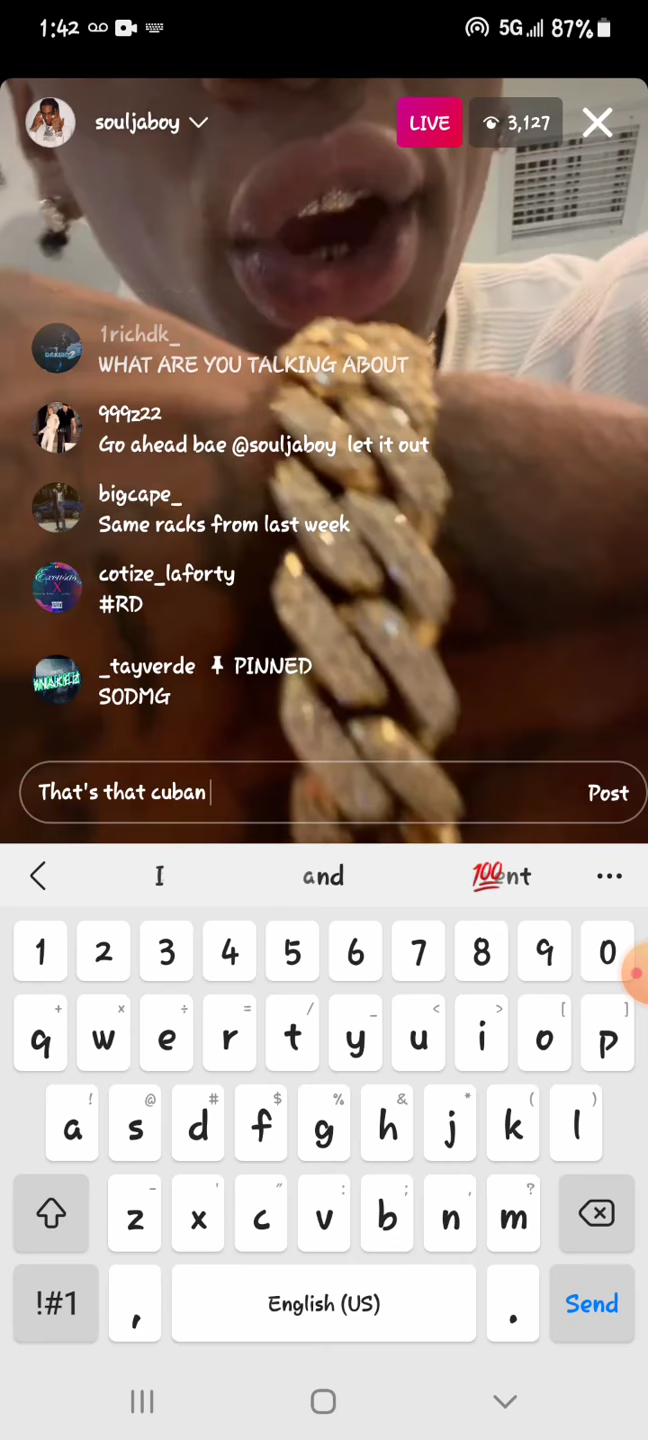 1:42
5G 87%
souljaboy
LIVE
3,127
1richdk_
WHAT ARE YOU TALKING ABOUT
999z22
Go ahead bae @souljaboy let it out
bigcape_
Same racks from last week
cotize_laforty
#RD
_tayverde PINNED
SODMG
That's that cuban
Post
I and 💯
1 2 3 4 5 6 7 8 9 0
+ × ÷ = / _ < > [ ]
q w e r t y u i o p
! @ # $ % & * ( )
a s d f g h j k l
- ' " : ; , ?
z x c v b n m
!#1 , English (US) . Send